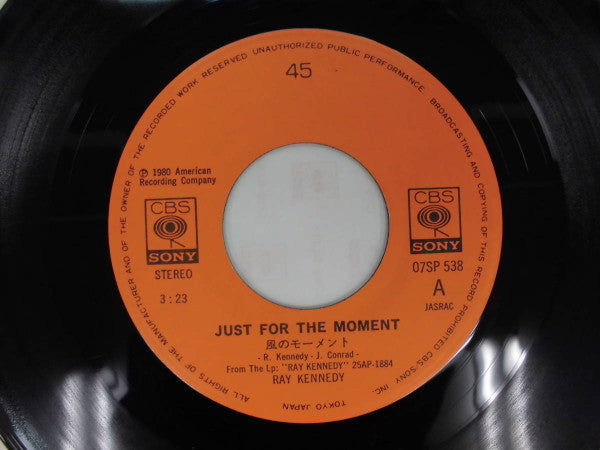 ALL RIGHTS OF THE MANUFACTURER AND OF THE OWNER OF THE RECORDED WORK RESERVED UNAUTHORIZED PUBLIC PERFORMANCE, BROADCASTING AND COPYING OF THIS RECORD PROHIBITED CBS/SONY INC.
TOKYO JAPAN
45
℗ 1980 American
Recording Company
CBS
SONY
STEREO
3:23
CBS
SONY
07SP 538
A
JASRAC
JUST FOR THE MOMENT
風のモーメント
- R. Kennedy - J. Conrad -
From The Lp: "RAY KENNEDY" 25AP-1884
RAY KENNEDY